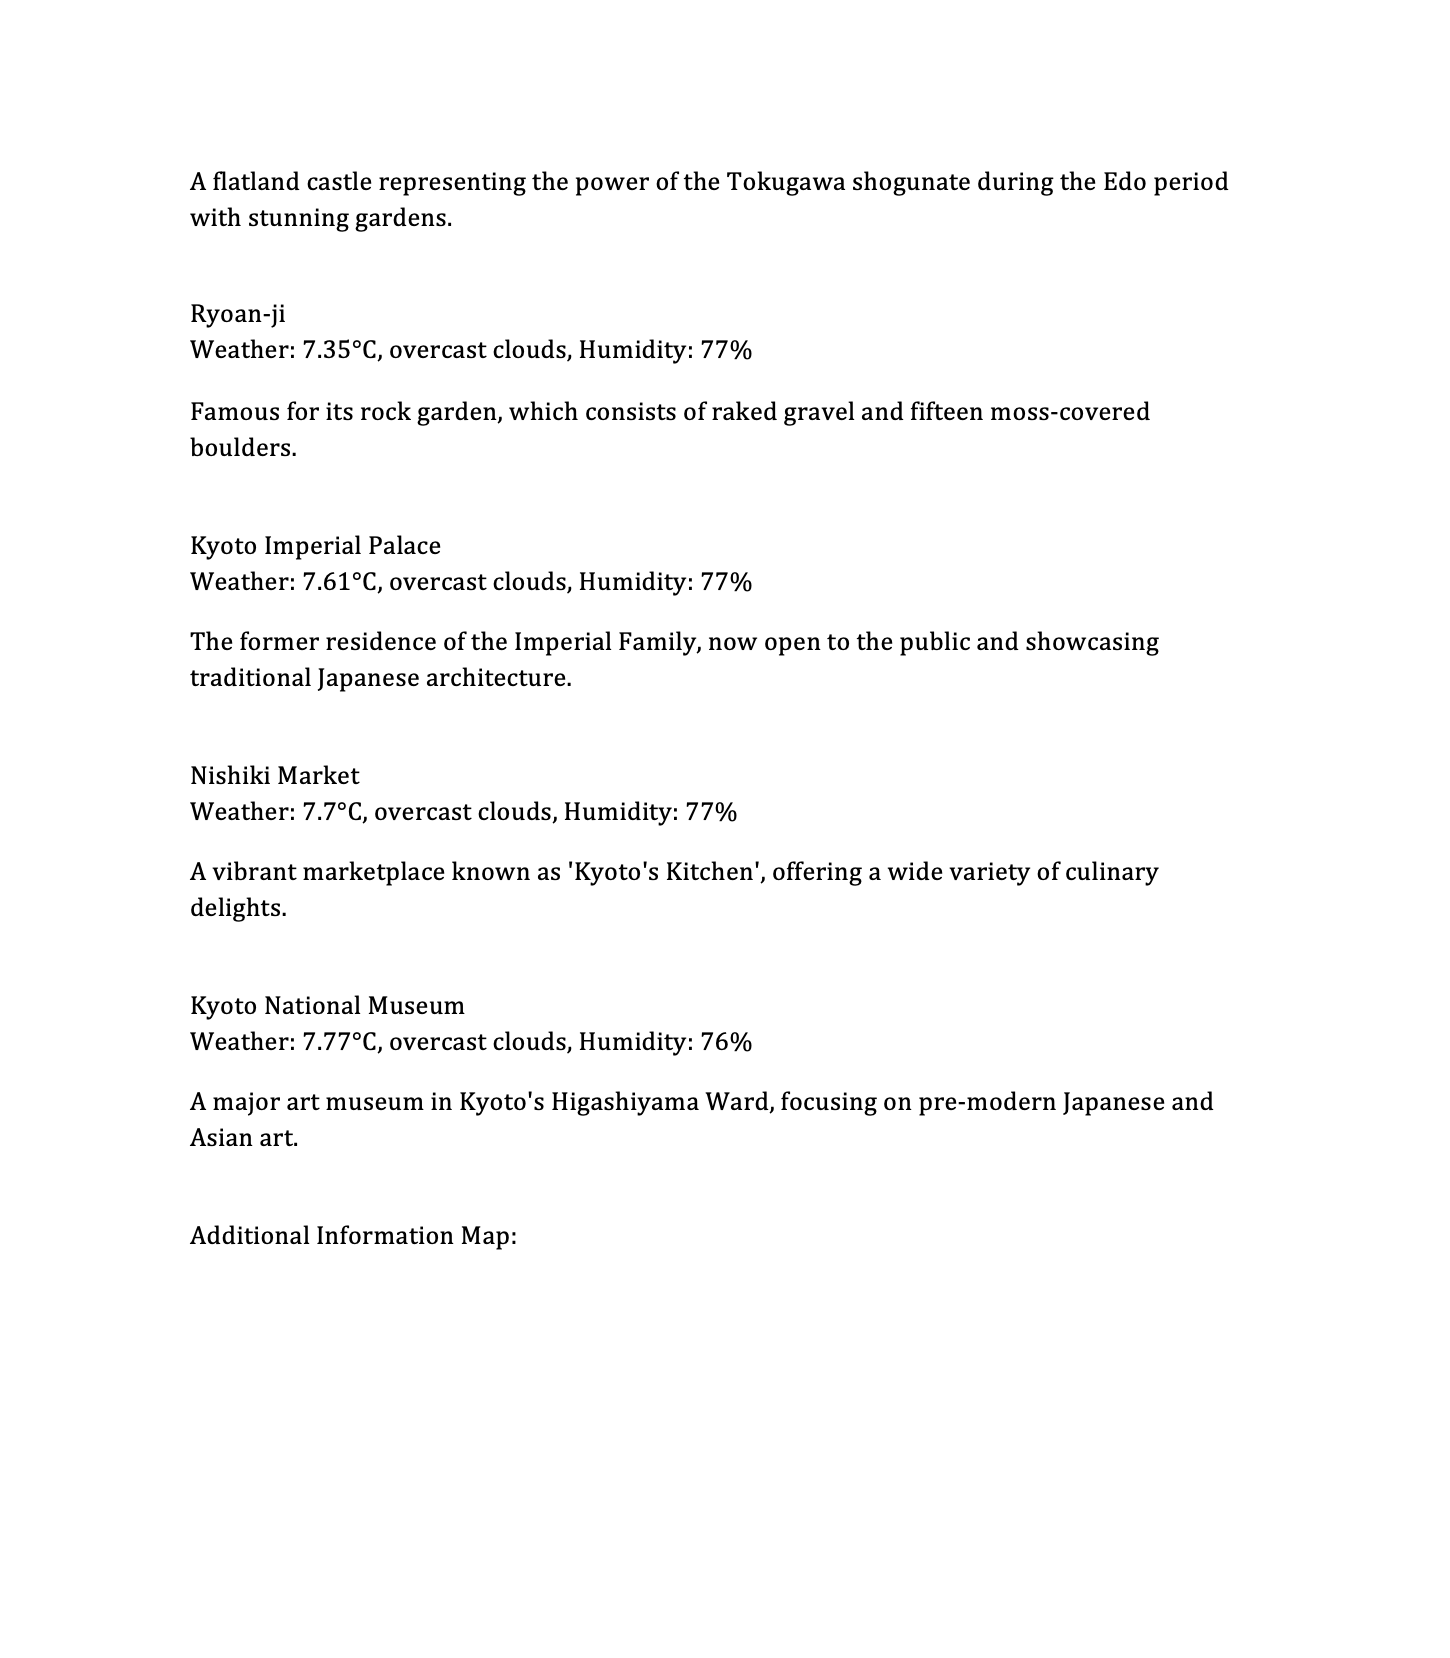 A flatland castle representing the power of the Tokugawa shogunate during the Edo period
with stunning gardens.
Ryoan-ji
Weather: 7.35°C, overcast clouds, Humidity: 77%
Famous for its rock garden, which consists of raked gravel and fifteen moss-covered
boulders.
Kyoto Imperial Palace
Weather: 7.61°C, overcast clouds, Humidity: 77%
The former residence of the Imperial Family, now open to the public and showcasing
traditional Japanese architecture.
Nishiki Market
Weather: 7.7°C, overcast clouds, Humidity: 77%
A vibrant marketplace known as 'Kyoto's Kitchen', offering a wide variety of culinary
delights.
Kyoto National Museum
Weather: 7.77°C, overcast clouds, Humidity: 76%
A major art museum in Kyoto's Higashiyama Ward, focusing on pre-modern Japanese and
Asian art.
Additional Information Map: